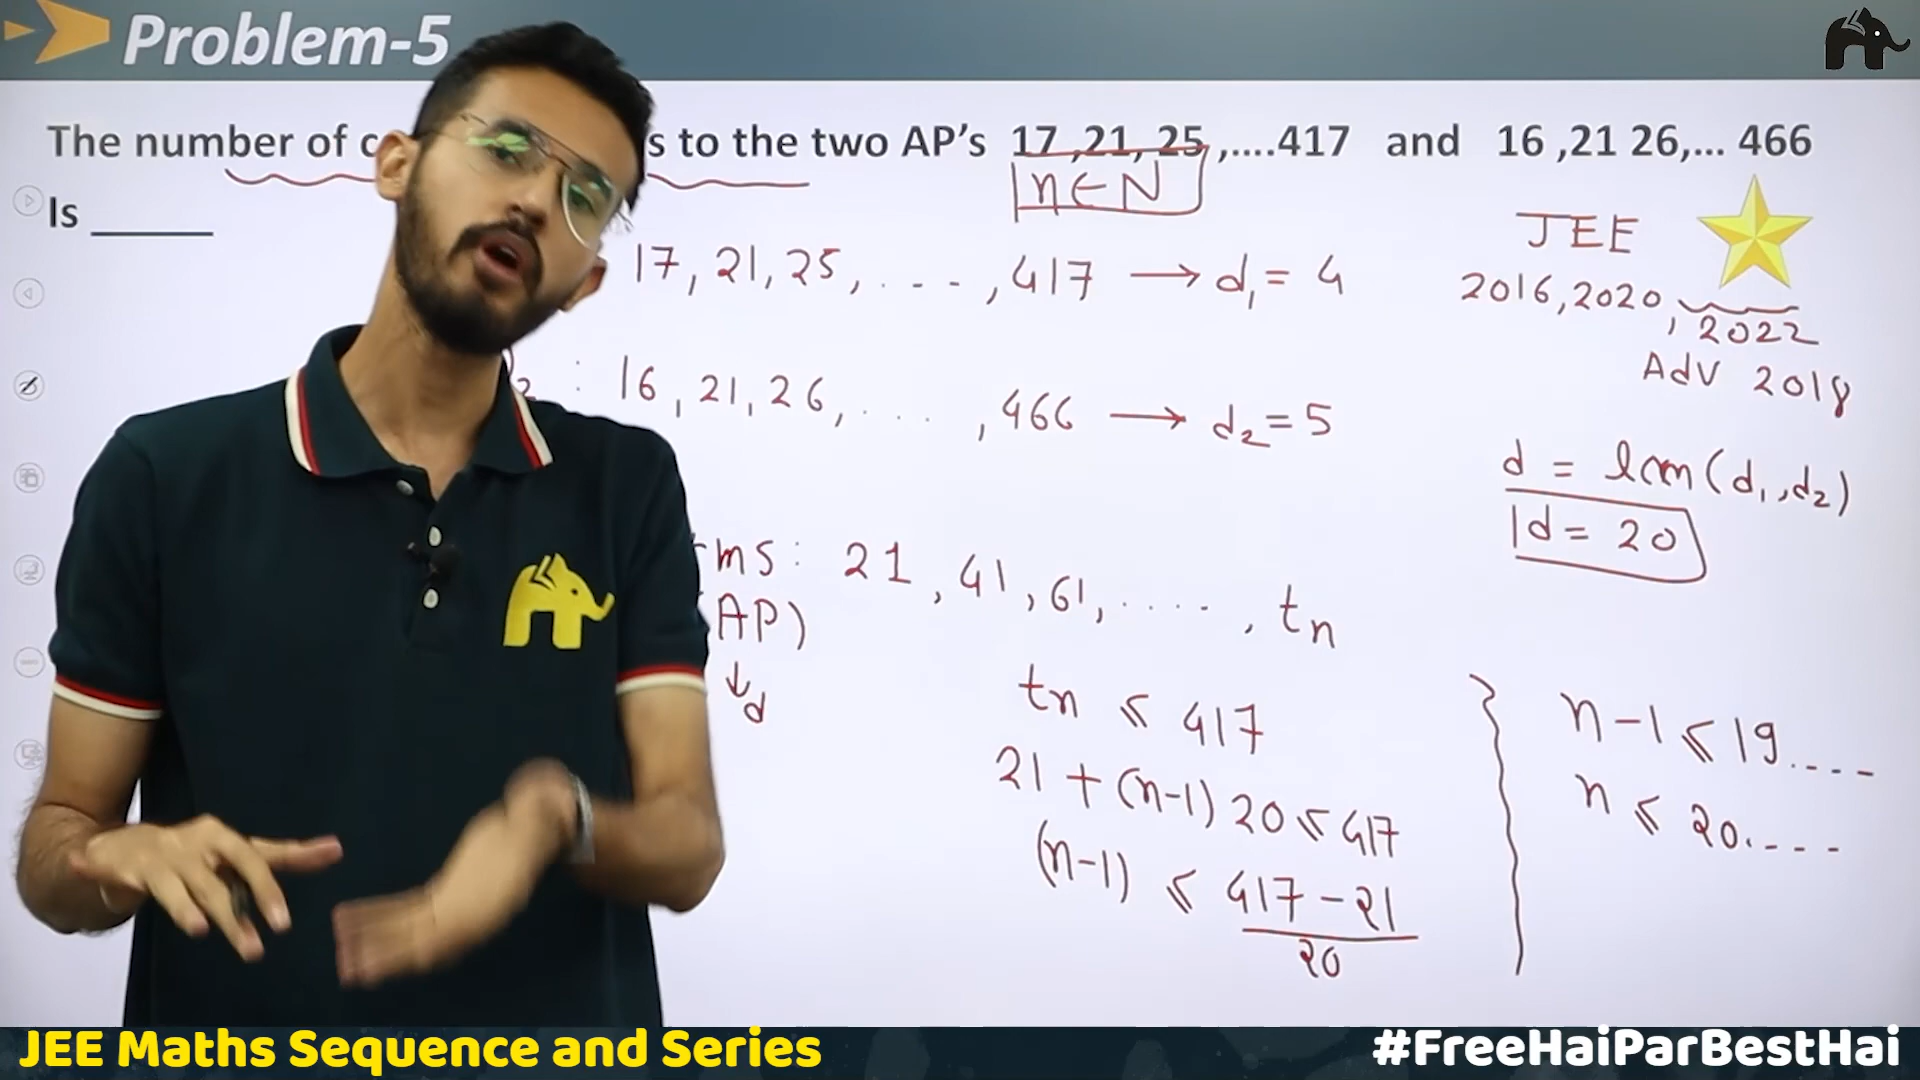 Problem-5
The number of c s to the two AP's 17 ,21, 25 ,....417 and 16 ,21 26,... 466
Is ______
n∈N
JEE
2016,2020, 2022
Adv 2018
17, 21, 25, . - - - , 417 → d₁ = 4
2 : 16, 21, 26, . . . . , 466 → d₂ = 5
d = lcm(d₁,d₂)
d = 20
rms: 21, 41, 61, . . . . . , tn
AP)
↓d
tn ≤ 417
21 + (n-1) 20 ≤ 417
(n-1) ≤ 417 - 21
20
n-1 ≤ 19....
n ≤ 20.---
JEE Maths Sequence and Series
#FreeHaiParBestHai